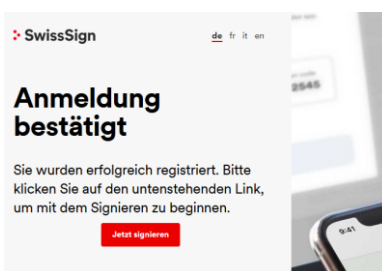 SwissSign
de fr it en
Anmeldung
bestätigt
Sie wurden erfolgreich registriert. Bitte
klicken Sie auf den untenstehenden Link,
um mit dem Signieren zu beginnen.
Jetzt signieren
2545
9:41